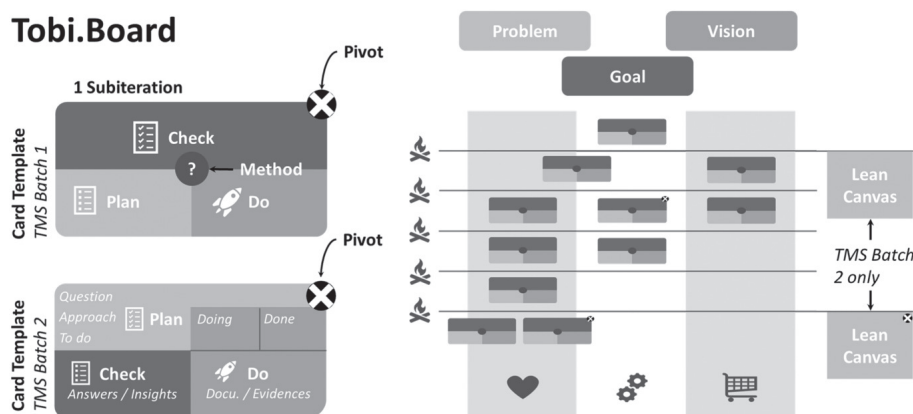 Tobi.Board
Pivot
1 Subiteration
Card Template
TMS Batch 1
Check
?
Method
Plan
Do
Pivot
Card Template
TMS Batch 2
Question
Approach
To do
Plan
Doing
Done
Check
Answers / Insights
Do
Docu. / Evidences
Problem
Vision
Goal
Lean
Canvas
TMS Batch
2 only
Lean
Canvas